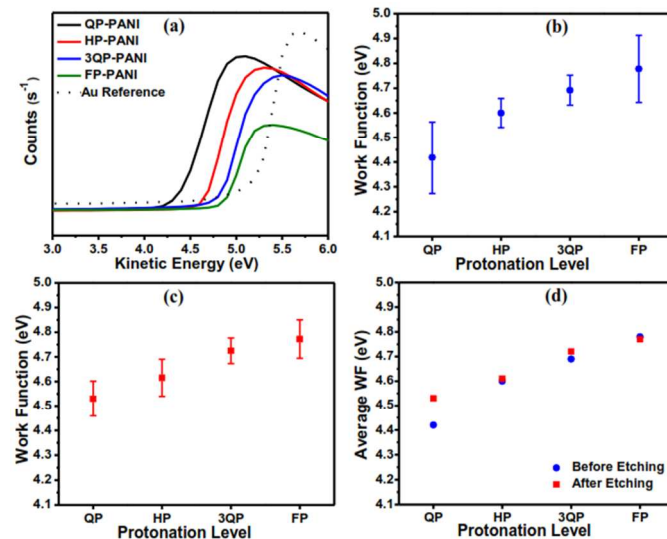 QP-PANI
HP-PANI
3QP-PANI
FP-PANI
Au Reference
(a)
Counts (s⁻¹)
3.0 3.5 4.0 4.5 5.0 5.5 6.0
Kinetic Energy (eV)
(b)
Work Function (eV)
5.0
4.9
4.8
4.7
4.6
4.5
4.4
4.3
4.2
4.1
QP HP 3QP FP
Protonation Level
(c)
Work Function (eV)
5.0
4.9
4.8
4.7
4.6
4.5
4.4
4.3
4.2
4.1
QP HP 3QP FP
Protonation Level
(d)
Average WF (eV)
5.0
4.9
4.8
4.7
4.6
4.5
4.4
4.3
4.2
4.1
Before Etching
After Etching
QP HP 3QP FP
Protonation Level